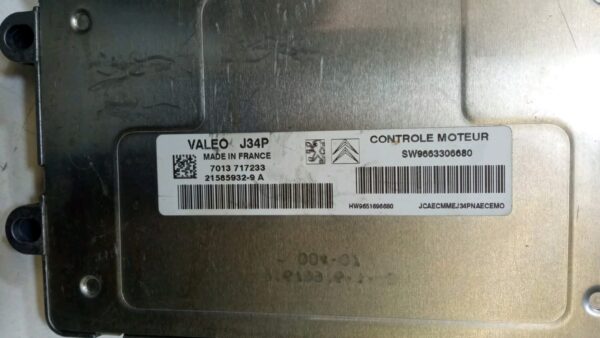 VALEO J34P
MADE IN FRANCE
7013 717233
21585932-9 A
CONTROLE MOTEUR
SW9663306680
HW9651696680
JCAECMMEJ34PNAECEMO